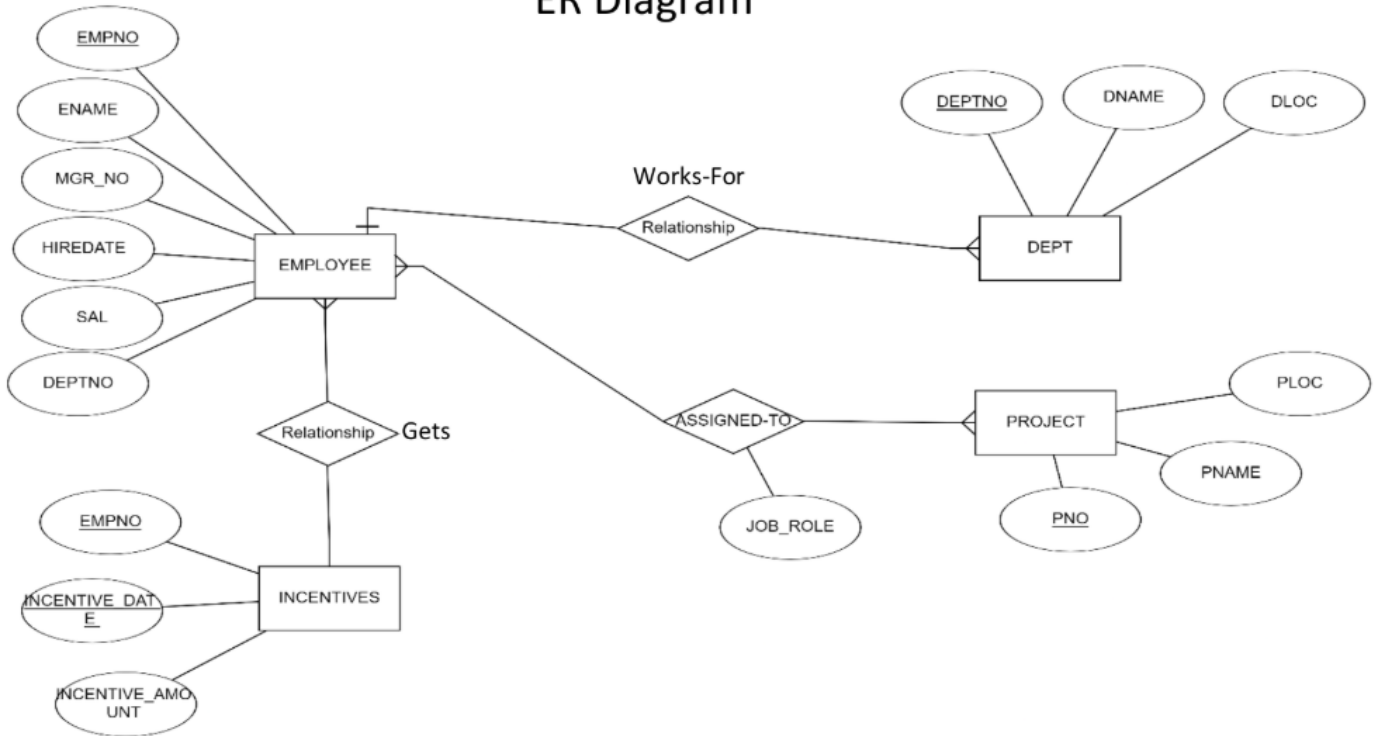 ER Diagram
EMPNO
ENAME
MGR_NO
HIREDATE
SAL
DEPTNO
EMPLOYEE
Works-For
Relationship
DEPTNO
DNAME
DLOC
DEPT
Relationship
Gets
ASSIGNED-TO
JOB_ROLE
PROJECT
PLOC
PNAME
PNO
EMPNO
INCENTIVE_DAT
E
INCENTIVE_AMO
UNT
INCENTIVES